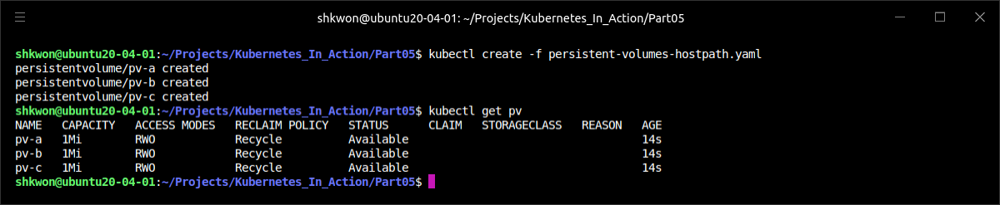 shkwon@ubuntu20-04-01: ~/Projects/Kubernetes_In_Action/Part05
shkwon@ubuntu20-04-01:~/Projects/Kubernetes_In_Action/Part05$ kubectl create -f persistent-volumes-hostpath.yaml
persistentvolume/pv-a created
persistentvolume/pv-b created
persistentvolume/pv-c created
shkwon@ubuntu20-04-01:~/Projects/Kubernetes_In_Action/Part05$ kubectl get pv
NAME   CAPACITY   ACCESS MODES   RECLAIM POLICY   STATUS      CLAIM   STORAGECLASS   REASON   AGE
pv-a   1Mi        RWO            Recycle          Available                                   14s
pv-b   1Mi        RWO            Recycle          Available                                   14s
pv-c   1Mi        RWO            Recycle          Available                                   14s
shkwon@ubuntu20-04-01:~/Projects/Kubernetes_In_Action/Part05$